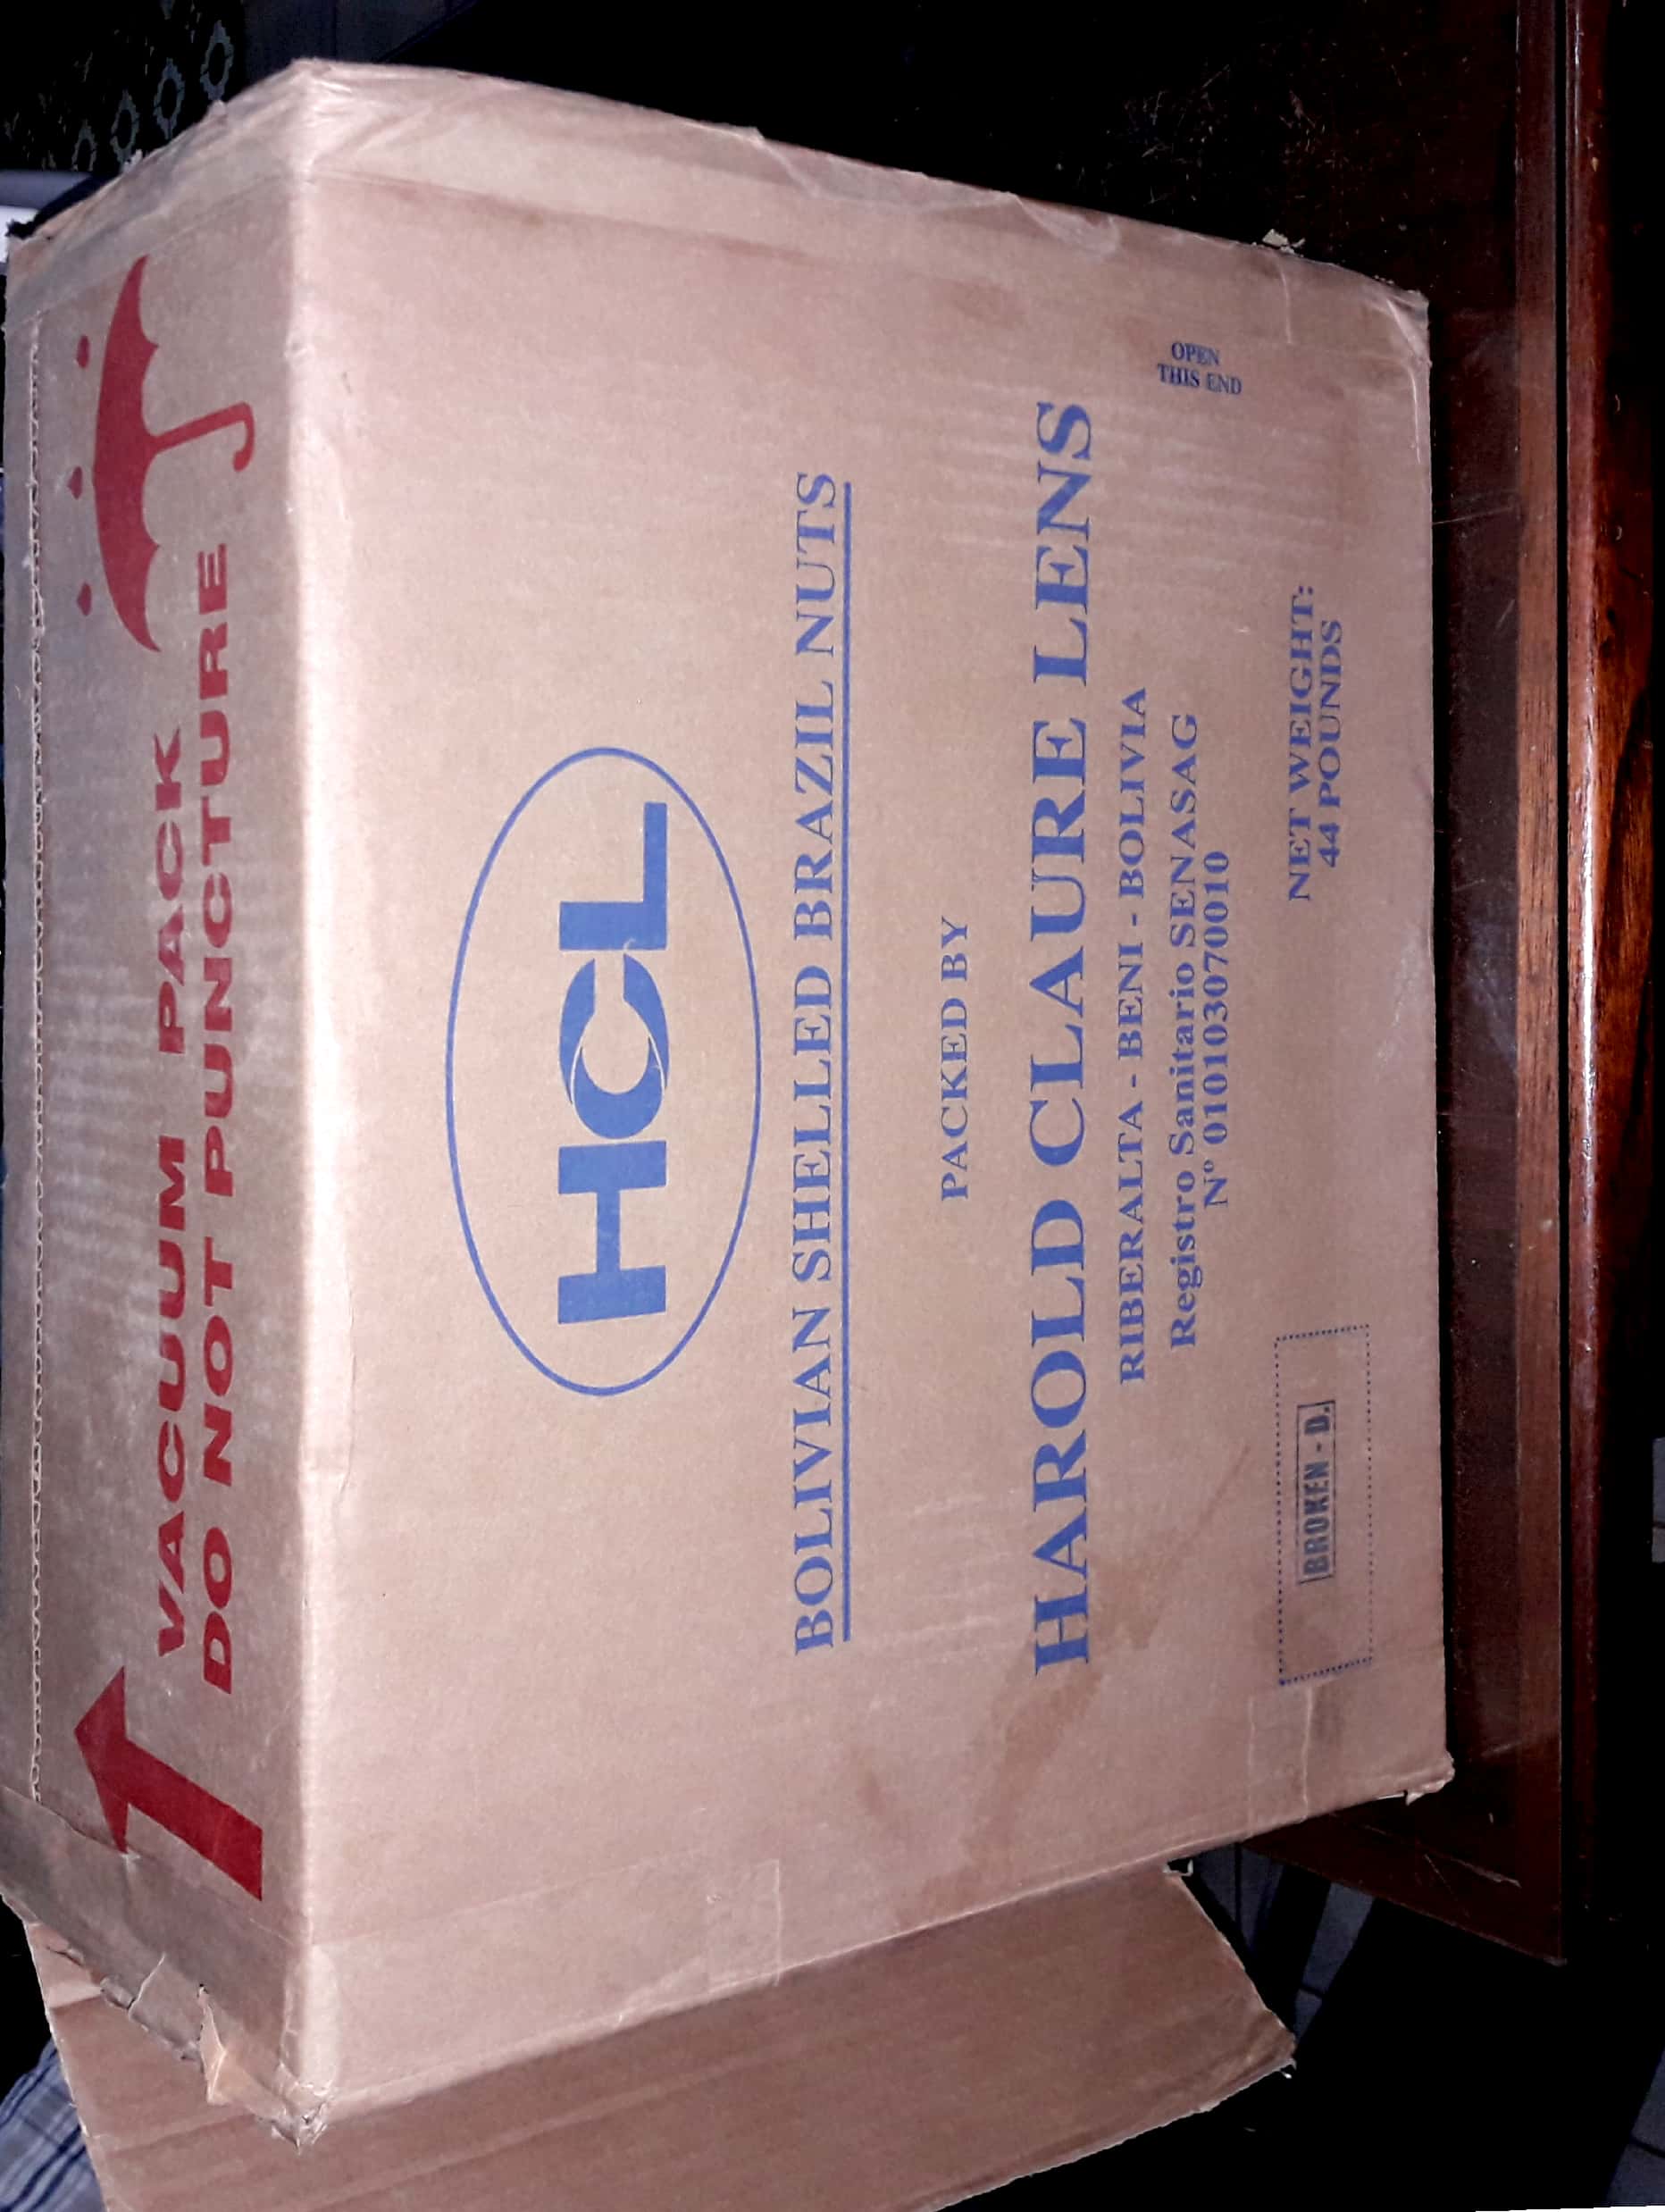 VACUUM PACK
DO NOT PUNCTURE
HCL
BOLIVIAN SHELLED BRAZIL NUTS
PACKED BY
HAROLD CLAURE LENS
RIBERALTA - BENI - BOLIVIA
Registro Sanitario SENASAG
Nº 010103070010
OPEN
THIS END
BROKEN - D.
NET WEIGHT:
44 POUNDS